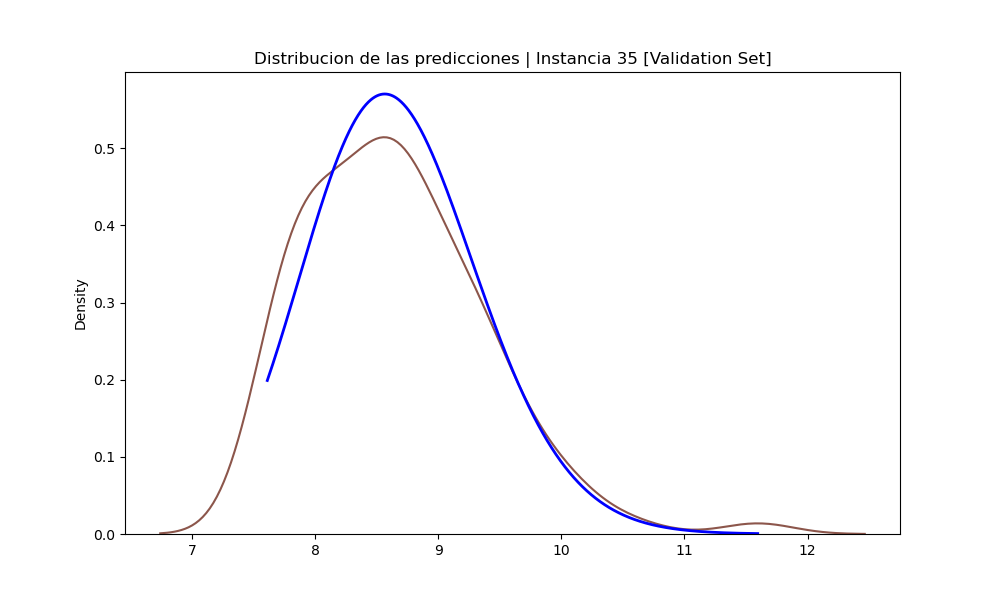 Distribucion de las predicciones | Instancia 35 [Validation Set]
Density
0.5
0.4
0.3
0.2
0.1
0.0
7 8 9 10 11 12